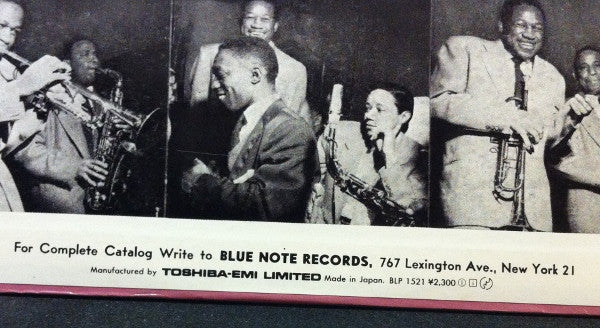 For Complete Catalog Write to BLUE NOTE RECORDS, 767 Lexington Ave., New York 21
Manufactured by TOSHIBA-EMI LIMITED Made in Japan. BLP 1521 ¥2,300